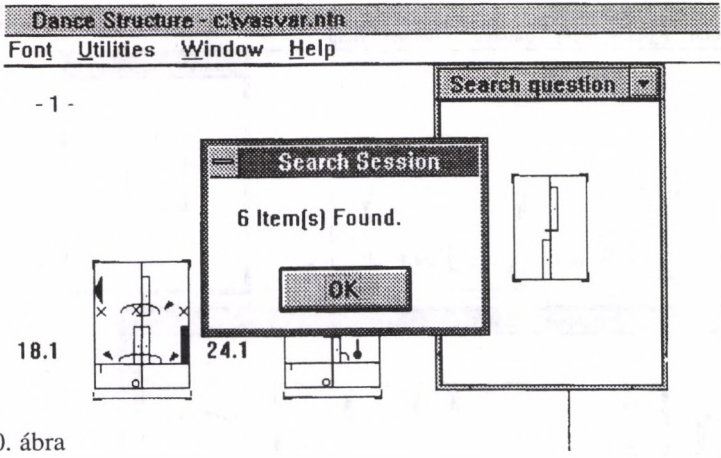 Dance Structure - c:\vasvar.ntn
Font Utilities Window Help
- 1 -
Search question
Search Session
6 Item(s) Found.
OK
18.1
24.1
0. ábra